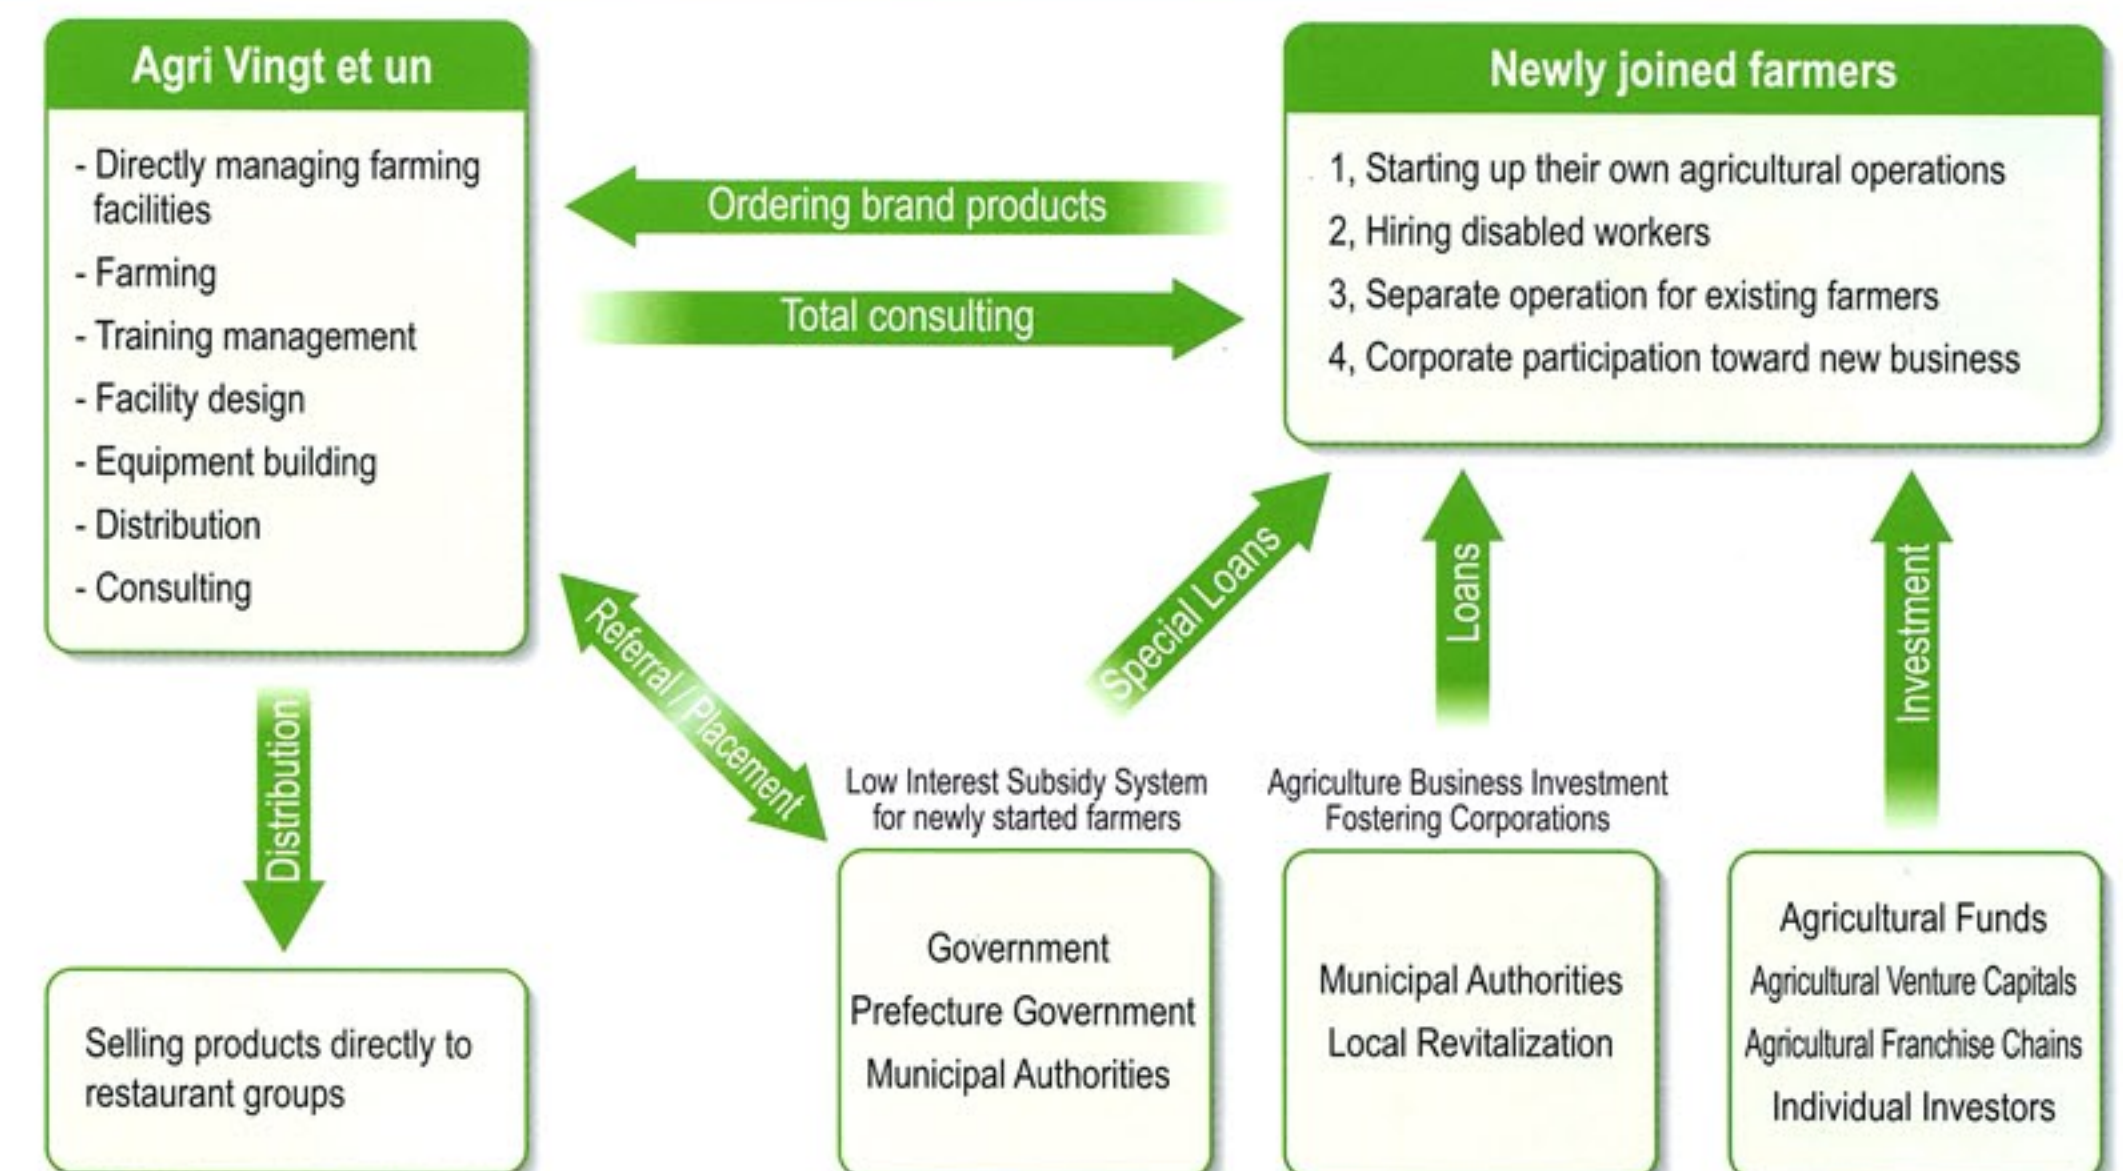 Agri Vingt et un
- Directly managing farming
facilities
- Farming
- Training management
- Facility design
- Equipment building
- Distribution
- Consulting
Ordering brand products
Total consulting
Newly joined farmers
1, Starting up their own agricultural operations
2, Hiring disabled workers
3, Separate operation for existing farmers
4, Corporate participation toward new business
Distribution
Referral / Placement
Special Loans
Loans
Investment
Selling products directly to
restaurant groups
Low Interest Subsidy System
for newly started farmers
Government
Prefecture Government
Municipal Authorities
Agriculture Business Investment
Fostering Corporations
Municipal Authorities
Local Revitalization
Agricultural Funds
Agricultural Venture Capitals
Agricultural Franchise Chains
Individual Investors